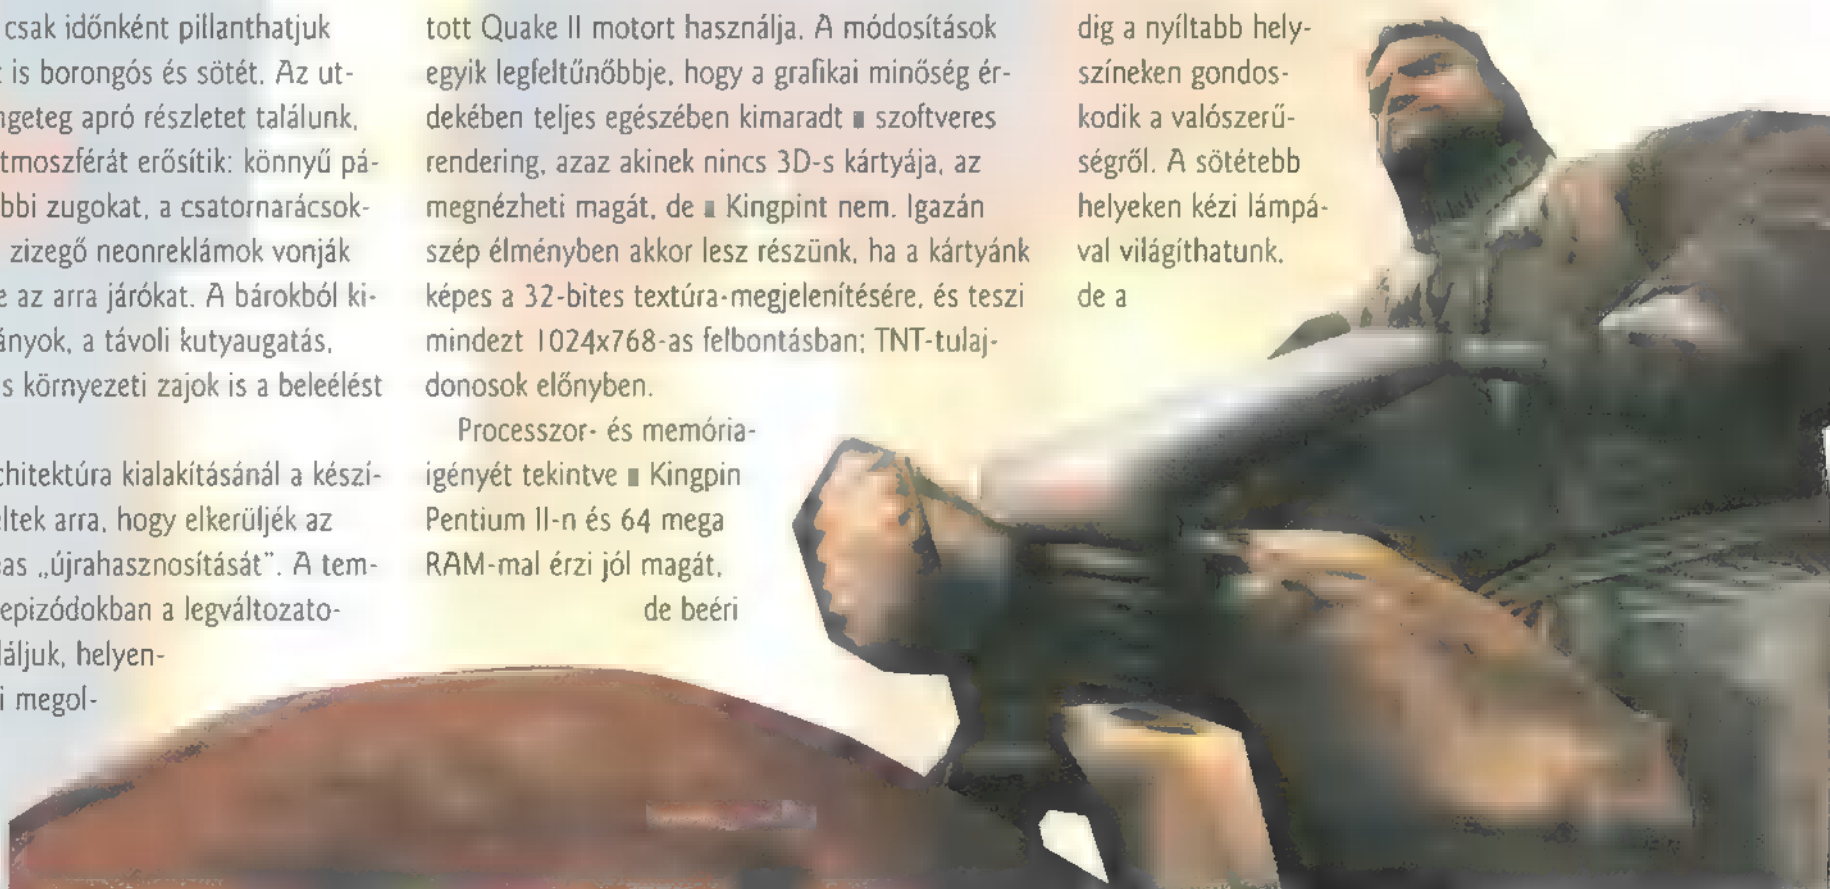 csak időnként pillanthatjuk
is borongós és sötét. Az ut-
ngeteg apró részletet találunk,
tmoszférát erősítik: könnyű pá-
bbi zugokat, a csatornarácsok-
zizegő neonreklámok vonják
e az arra járókat. A bárokból ki-
ányok, a távoli kutyaugatás,
s környezeti zajok is a beleélést
chitektúra kialakításánál a készí-
ltek arra, hogy elkerüljék az
as „újrahasznosítását”. A tem-
epizódokban a legváltozato-
áljuk, helyen-
i megol-
tott Quake II motort használja. A módosítások
egyik legfeltűnőbbje, hogy a grafikai minőség ér-
dekében teljes egészében kimaradt szoftveres
rendering, azaz akinek nincs 3D-s kártyája, az
megnézheti magát, de Kingpint nem. Igazán
szép élményben akkor lesz részünk, ha a kártyánk
képes a 32-bites textúra-megjelenítésére, és teszi
mindezt 1024x768-as felbontásban; TNT-tulaj-
donosok előnyben.
Processzor- és memória-
igényét tekintve Kingpin
Pentium II-n és 64 mega
RAM-mal érzi jól magát,
de beéri
dig a nyíltabb hely-
színeken gondos-
kodik a valószerű-
ségről. A sötétebb
helyeken kézi lámpá-
val világíthatunk,
de a